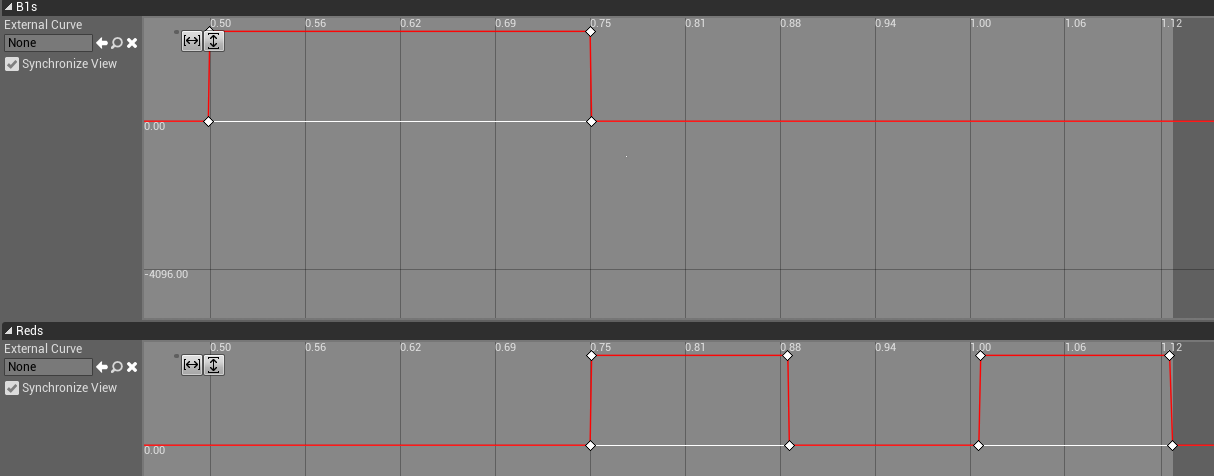 B1s
External Curve
None
Synchronize View
0.50 0.56 0.62 0.69 0.75 0.81 0.88 0.94 1.00 1.06 1.12
0.00
-4096.00
Reds
External Curve
None
Synchronize View
0.50 0.56 0.62 0.69 0.75 0.81 0.88 0.94 1.00 1.06 1.12
0.00